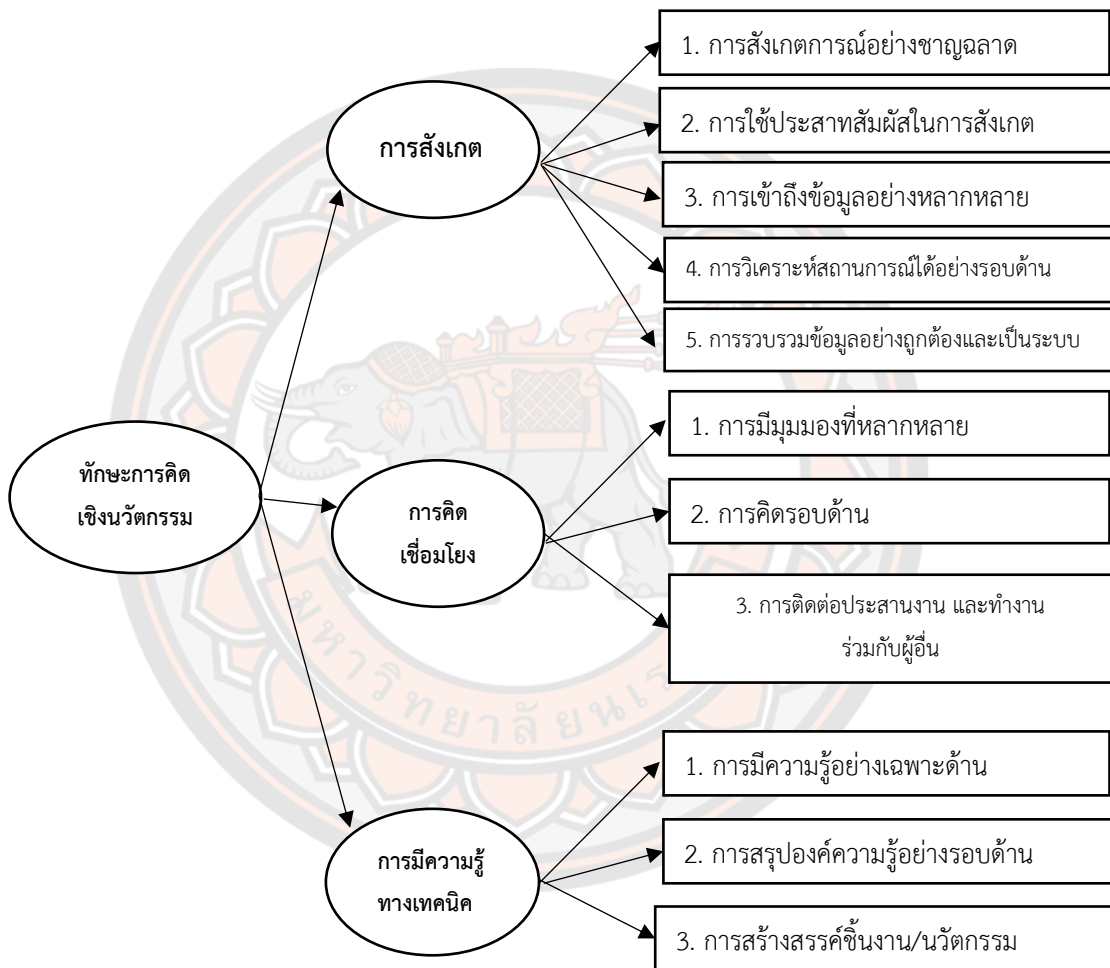 1. การสังเกตการณ์อย่างชาญฉลาด
การสังเกต
2. การใช้ประสาทสัมผัสในการสังเกต
3. การเข้าถึงข้อมูลอย่างหลากหลาย
4. การวิเคราะห์สถานการณ์ได้อย่างรอบด้าน
5. การรวบรวมข้อมูลอย่างถูกต้องและเป็นระบบ
ทักษะการคิด
เชิงนวัตกรรม
การคิด
เชื่อมโยง
1. การมีมุมมองที่หลากหลาย
2. การคิดรอบด้าน
3. การติดต่อประสานงาน และทำงาน
ร่วมกับผู้อื่น
การมีความรู้
ทางเทคนิค
1. การมีความรู้อย่างเฉพาะด้าน
2. การสรุปองค์ความรู้อย่างรอบด้าน
3. การสร้างสรรค์ชิ้นงาน/นวัตกรรม
มหาวิทยาลัยนเร